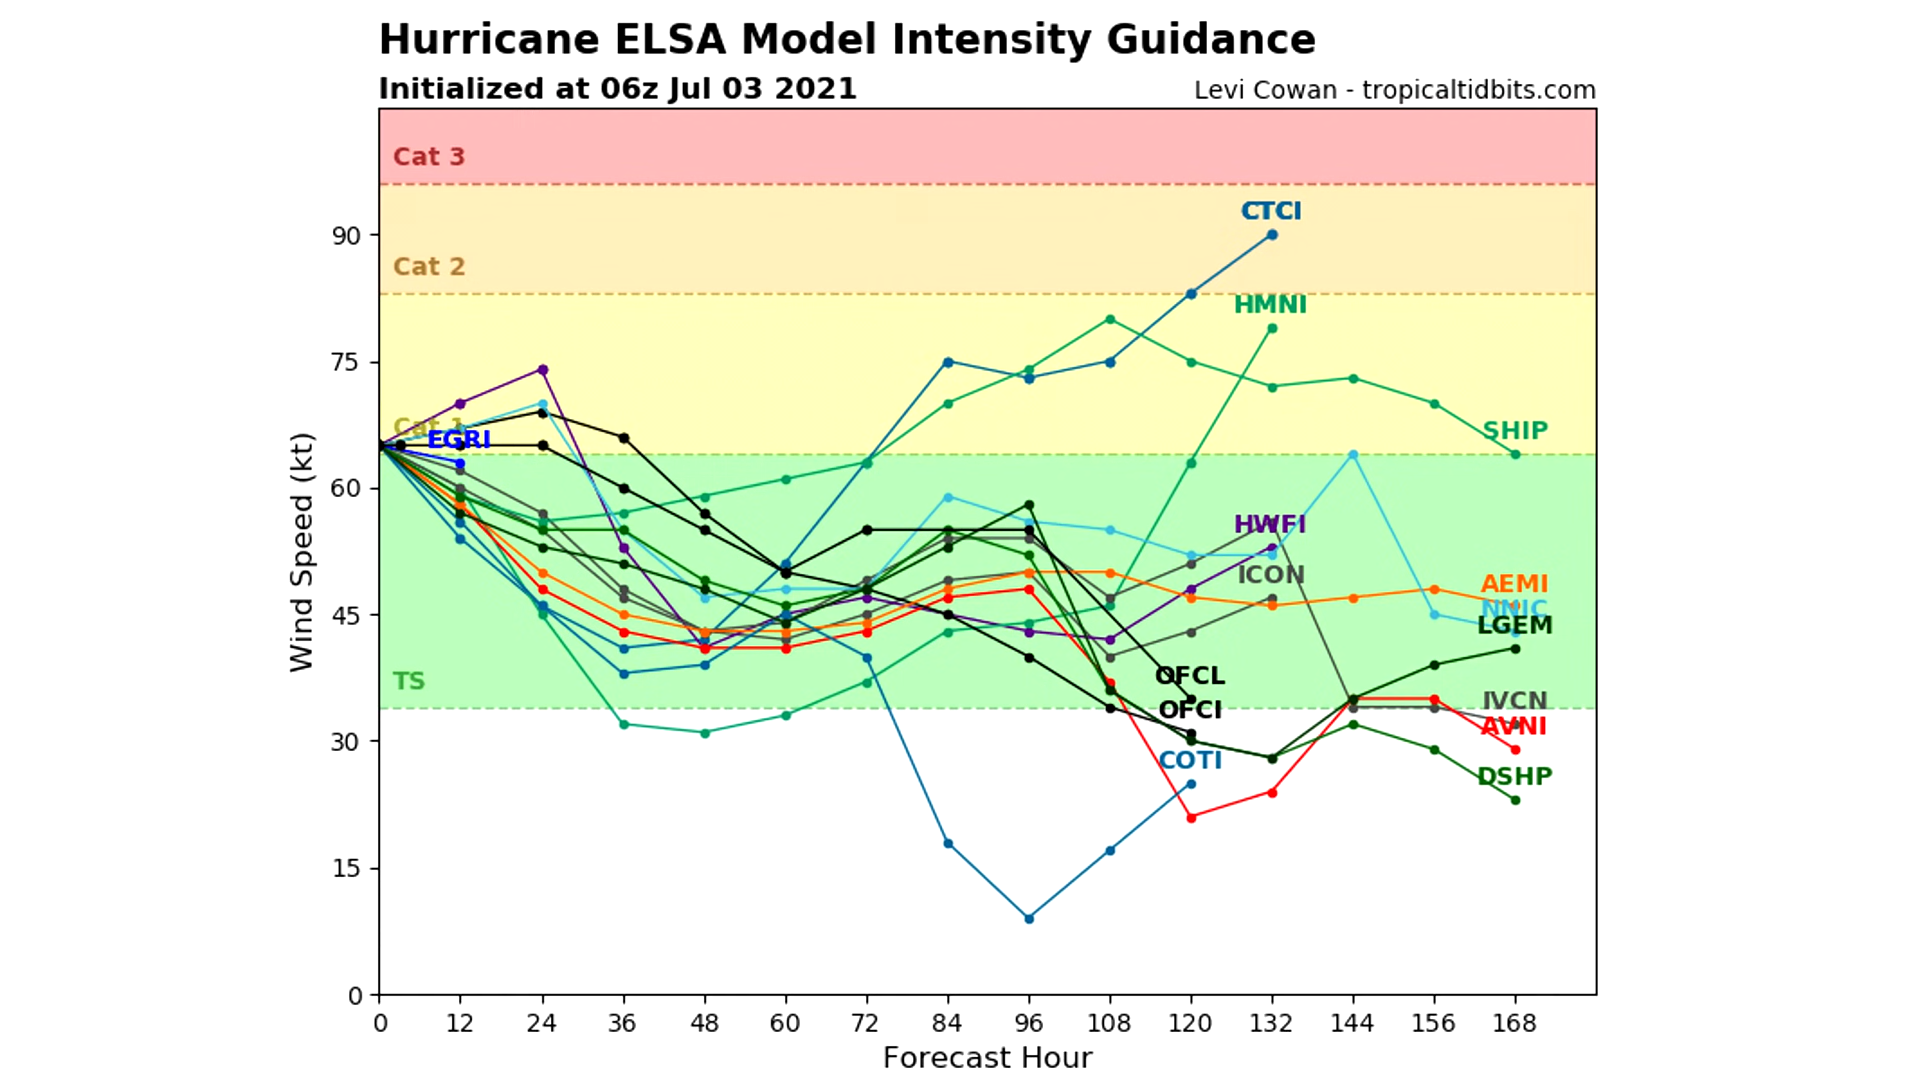 Hurricane ELSA Model Intensity Guidance
Initialized at 06z Jul 03 2021
Levi Cowan - tropicaltidbits.com
Cat 3
CTCI
90
Cat 2
HMNI
75
Cat 1
EGRI
SHIP
Wind Speed (kt)
60
HWFI
ICON
AEMI
NNIC
45
LGEM
TS
OFCL
IVCN
OFCI
AVNI
30
COTI
DSHP
15
0
0 12 24 36 48 60 72 84 96 108 120 132 144 156 168
Forecast Hour